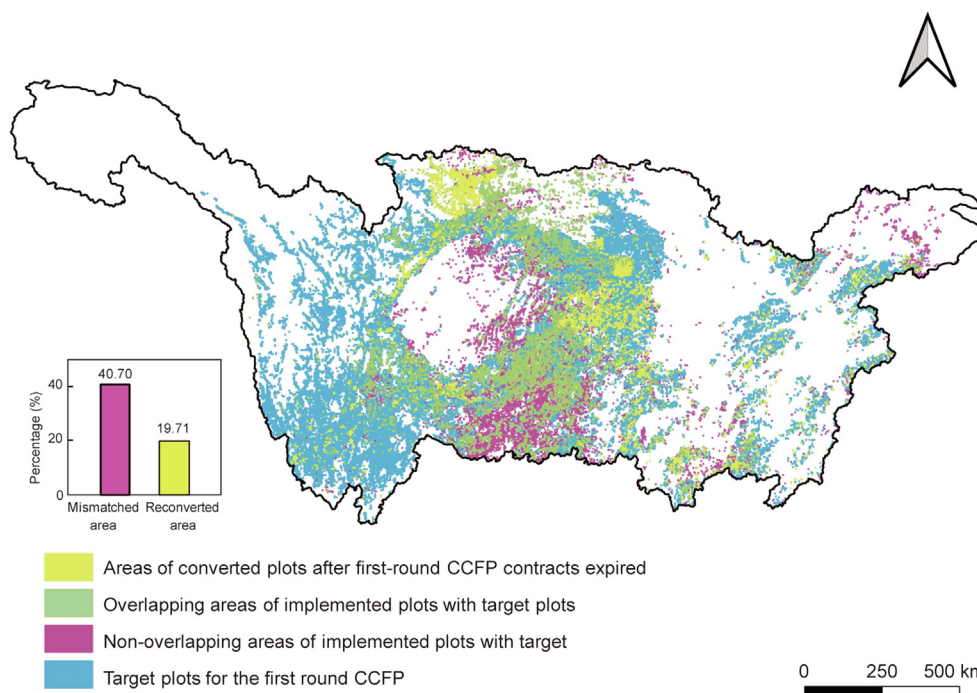 40.70
40
19.71
20
0
Percentage (%)
Mismatched Reconverted
area area
Areas of converted plots after first-round CCFP contracts expired
Overlapping areas of implemented plots with target plots
Non-overlapping areas of implemented plots with target
Target plots for the first round CCFP
0 250 500 km